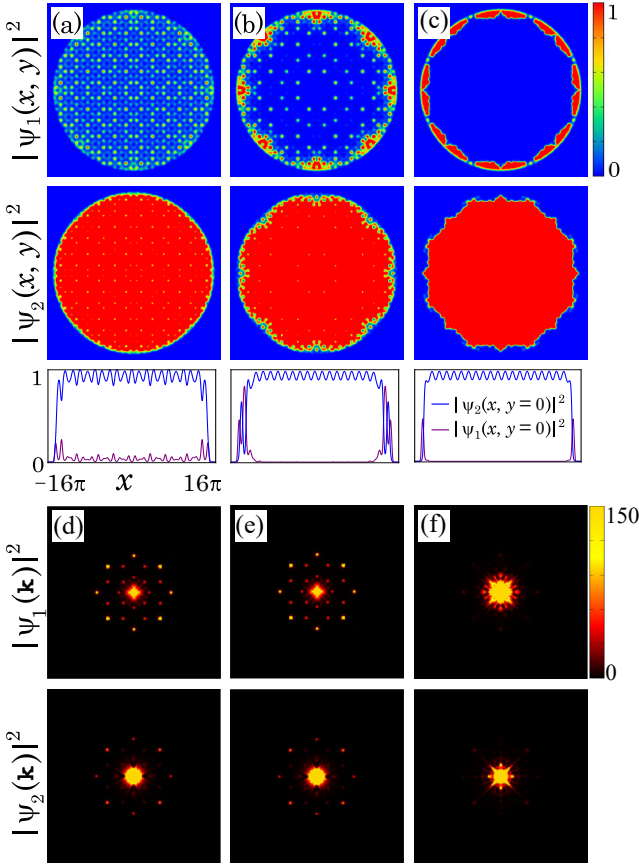 (a)
(b)
(c)
1
|ψ₁(x, y)|²
0
|ψ₂(x, y)|²
1
0
|ψ₂(x, y = 0)|²
|ψ₁(x, y = 0)|²
−16π x 16π
(d)
(e)
(f)
150
|ψ₁(𝐤)|²
0
|ψ₂(𝐤)|²